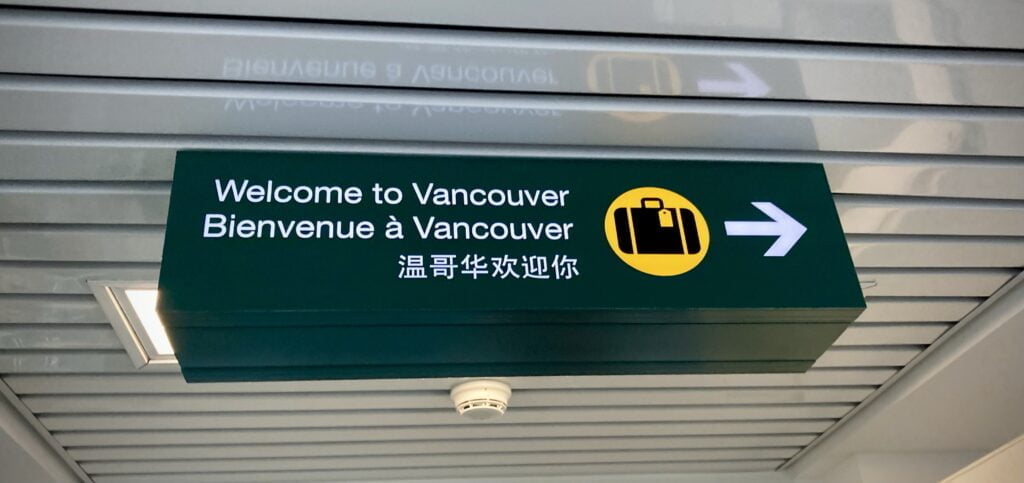 Welcome to Vancouver
Bienvenue à Vancouver
温哥华欢迎你